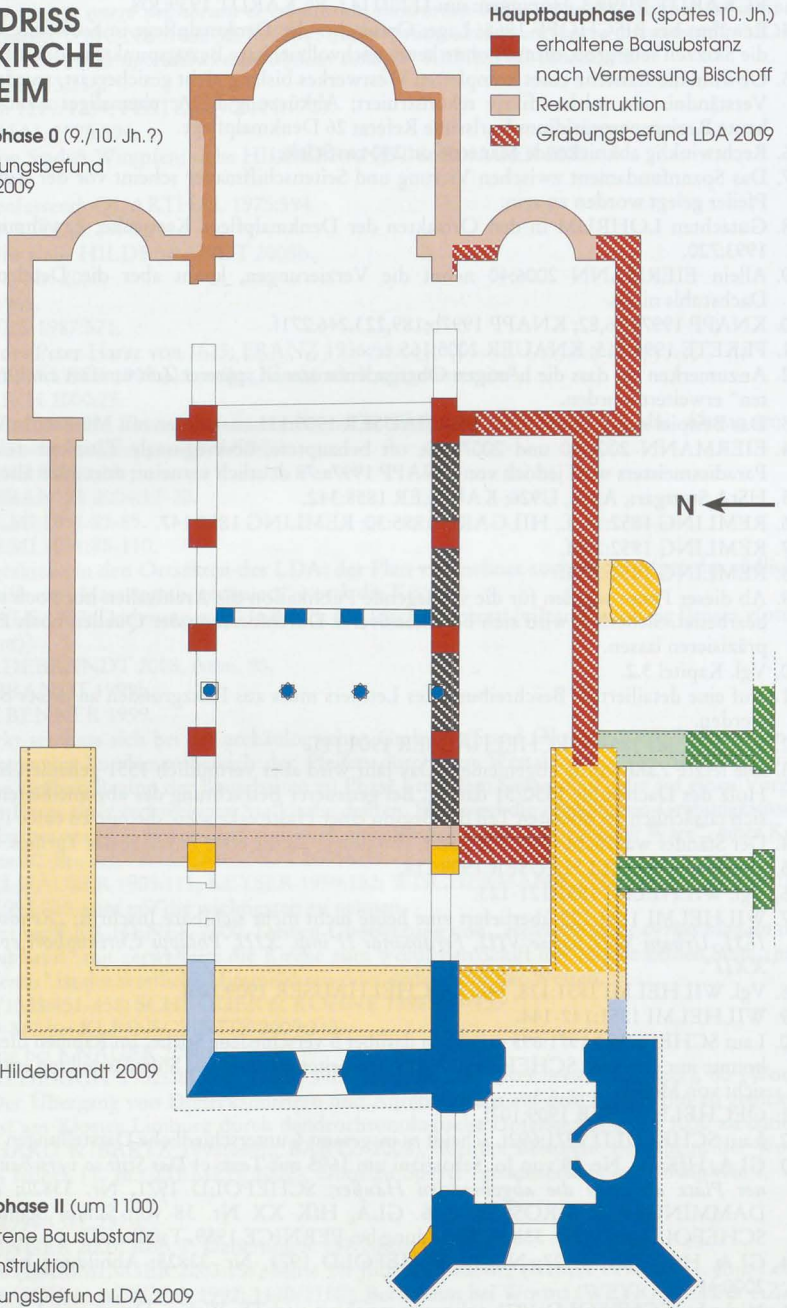 DRISS
KIRCHE
EIM
phase 0 (9./10. Jh.?)
ungsbefund
2009
Hauptbauphase I (spätes 10. Jh.)
erhaltene Bausubstanz
nach Vermessung Bischoff
Rekonstruktion
Grabungsbefund LDA 2009
N
Hildebrandt 2009
phase II (um 1100)
ene Bausubstanz
nstruktion
ungsbefund LDA 2009